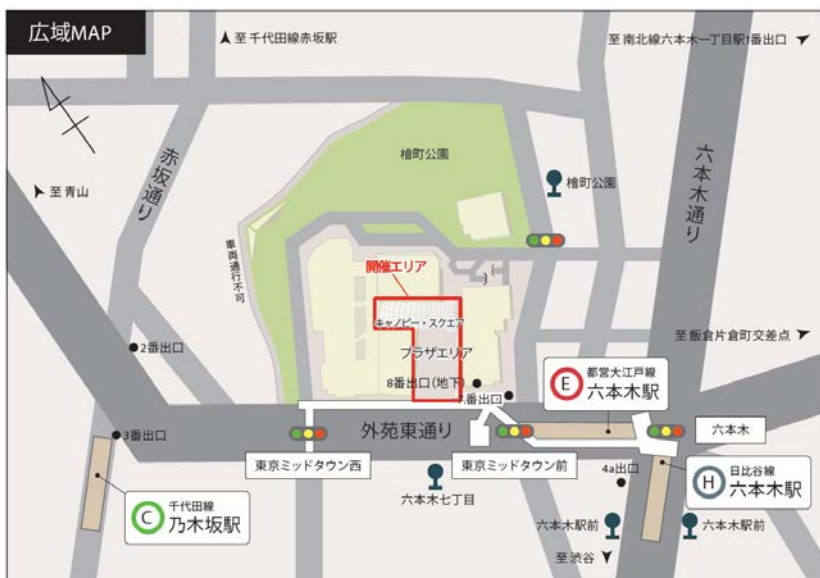 広域MAP
至 千代田線赤坂駅
至 南北線六本木一丁目駅1番出口
赤坂通り
至 青山
檜町公園
檜町公園
六本木通り
車両通行不可
開催エリア
キャノピー・スクエア
プラザエリア
至 飯倉片倉町交差点
2番出口
8番出口(地下)
7番出口
E
都営大江戸線
六本木駅
3番出口
外苑東通り
六本木
東京ミッドタウン西
東京ミッドタウン前
4a出口
H
日比谷線
六本木駅
C
千代田線
乃木坂駅
六本木七丁目
六本木駅前
六本木駅前
至 渋谷